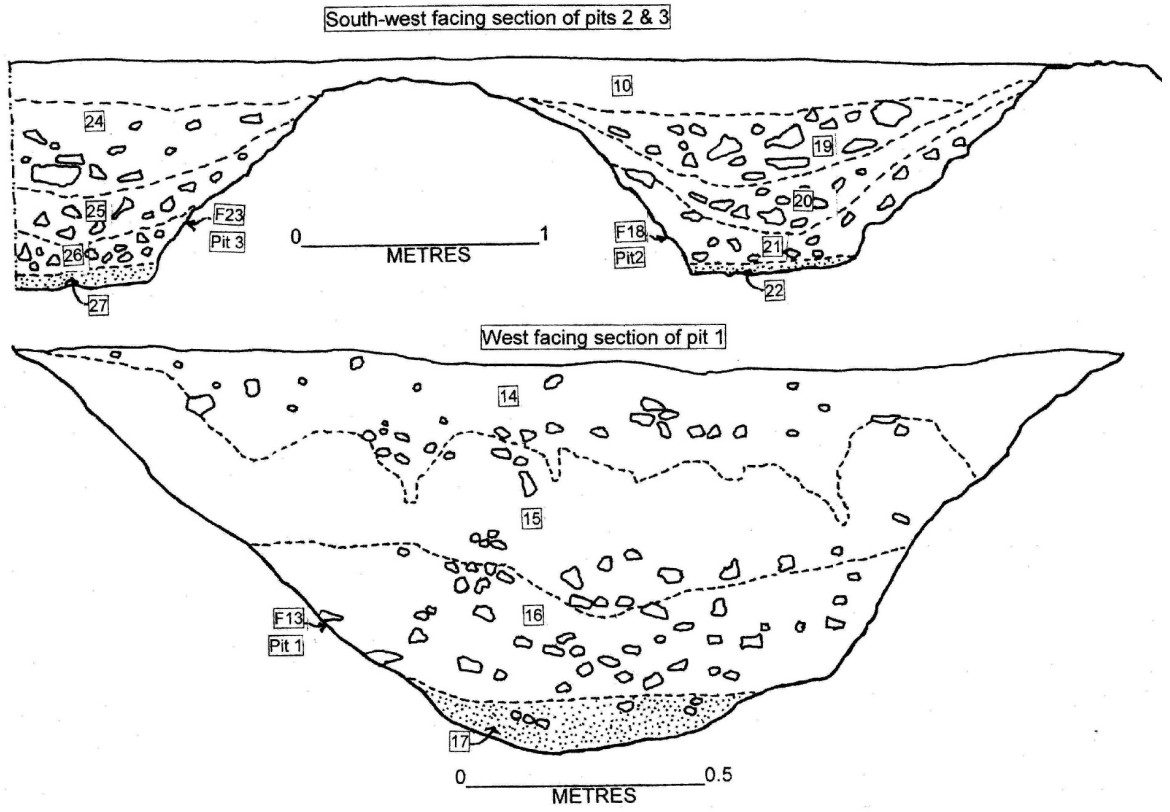 South-west facing section of pits 2 & 3
10
24
19
25
20
F23
Pit 3
0 1
METRES
F18
Pit2
21
26
22
27
West facing section of pit 1
14
15
16
F13
Pit 1
17
0 0.5
METRES